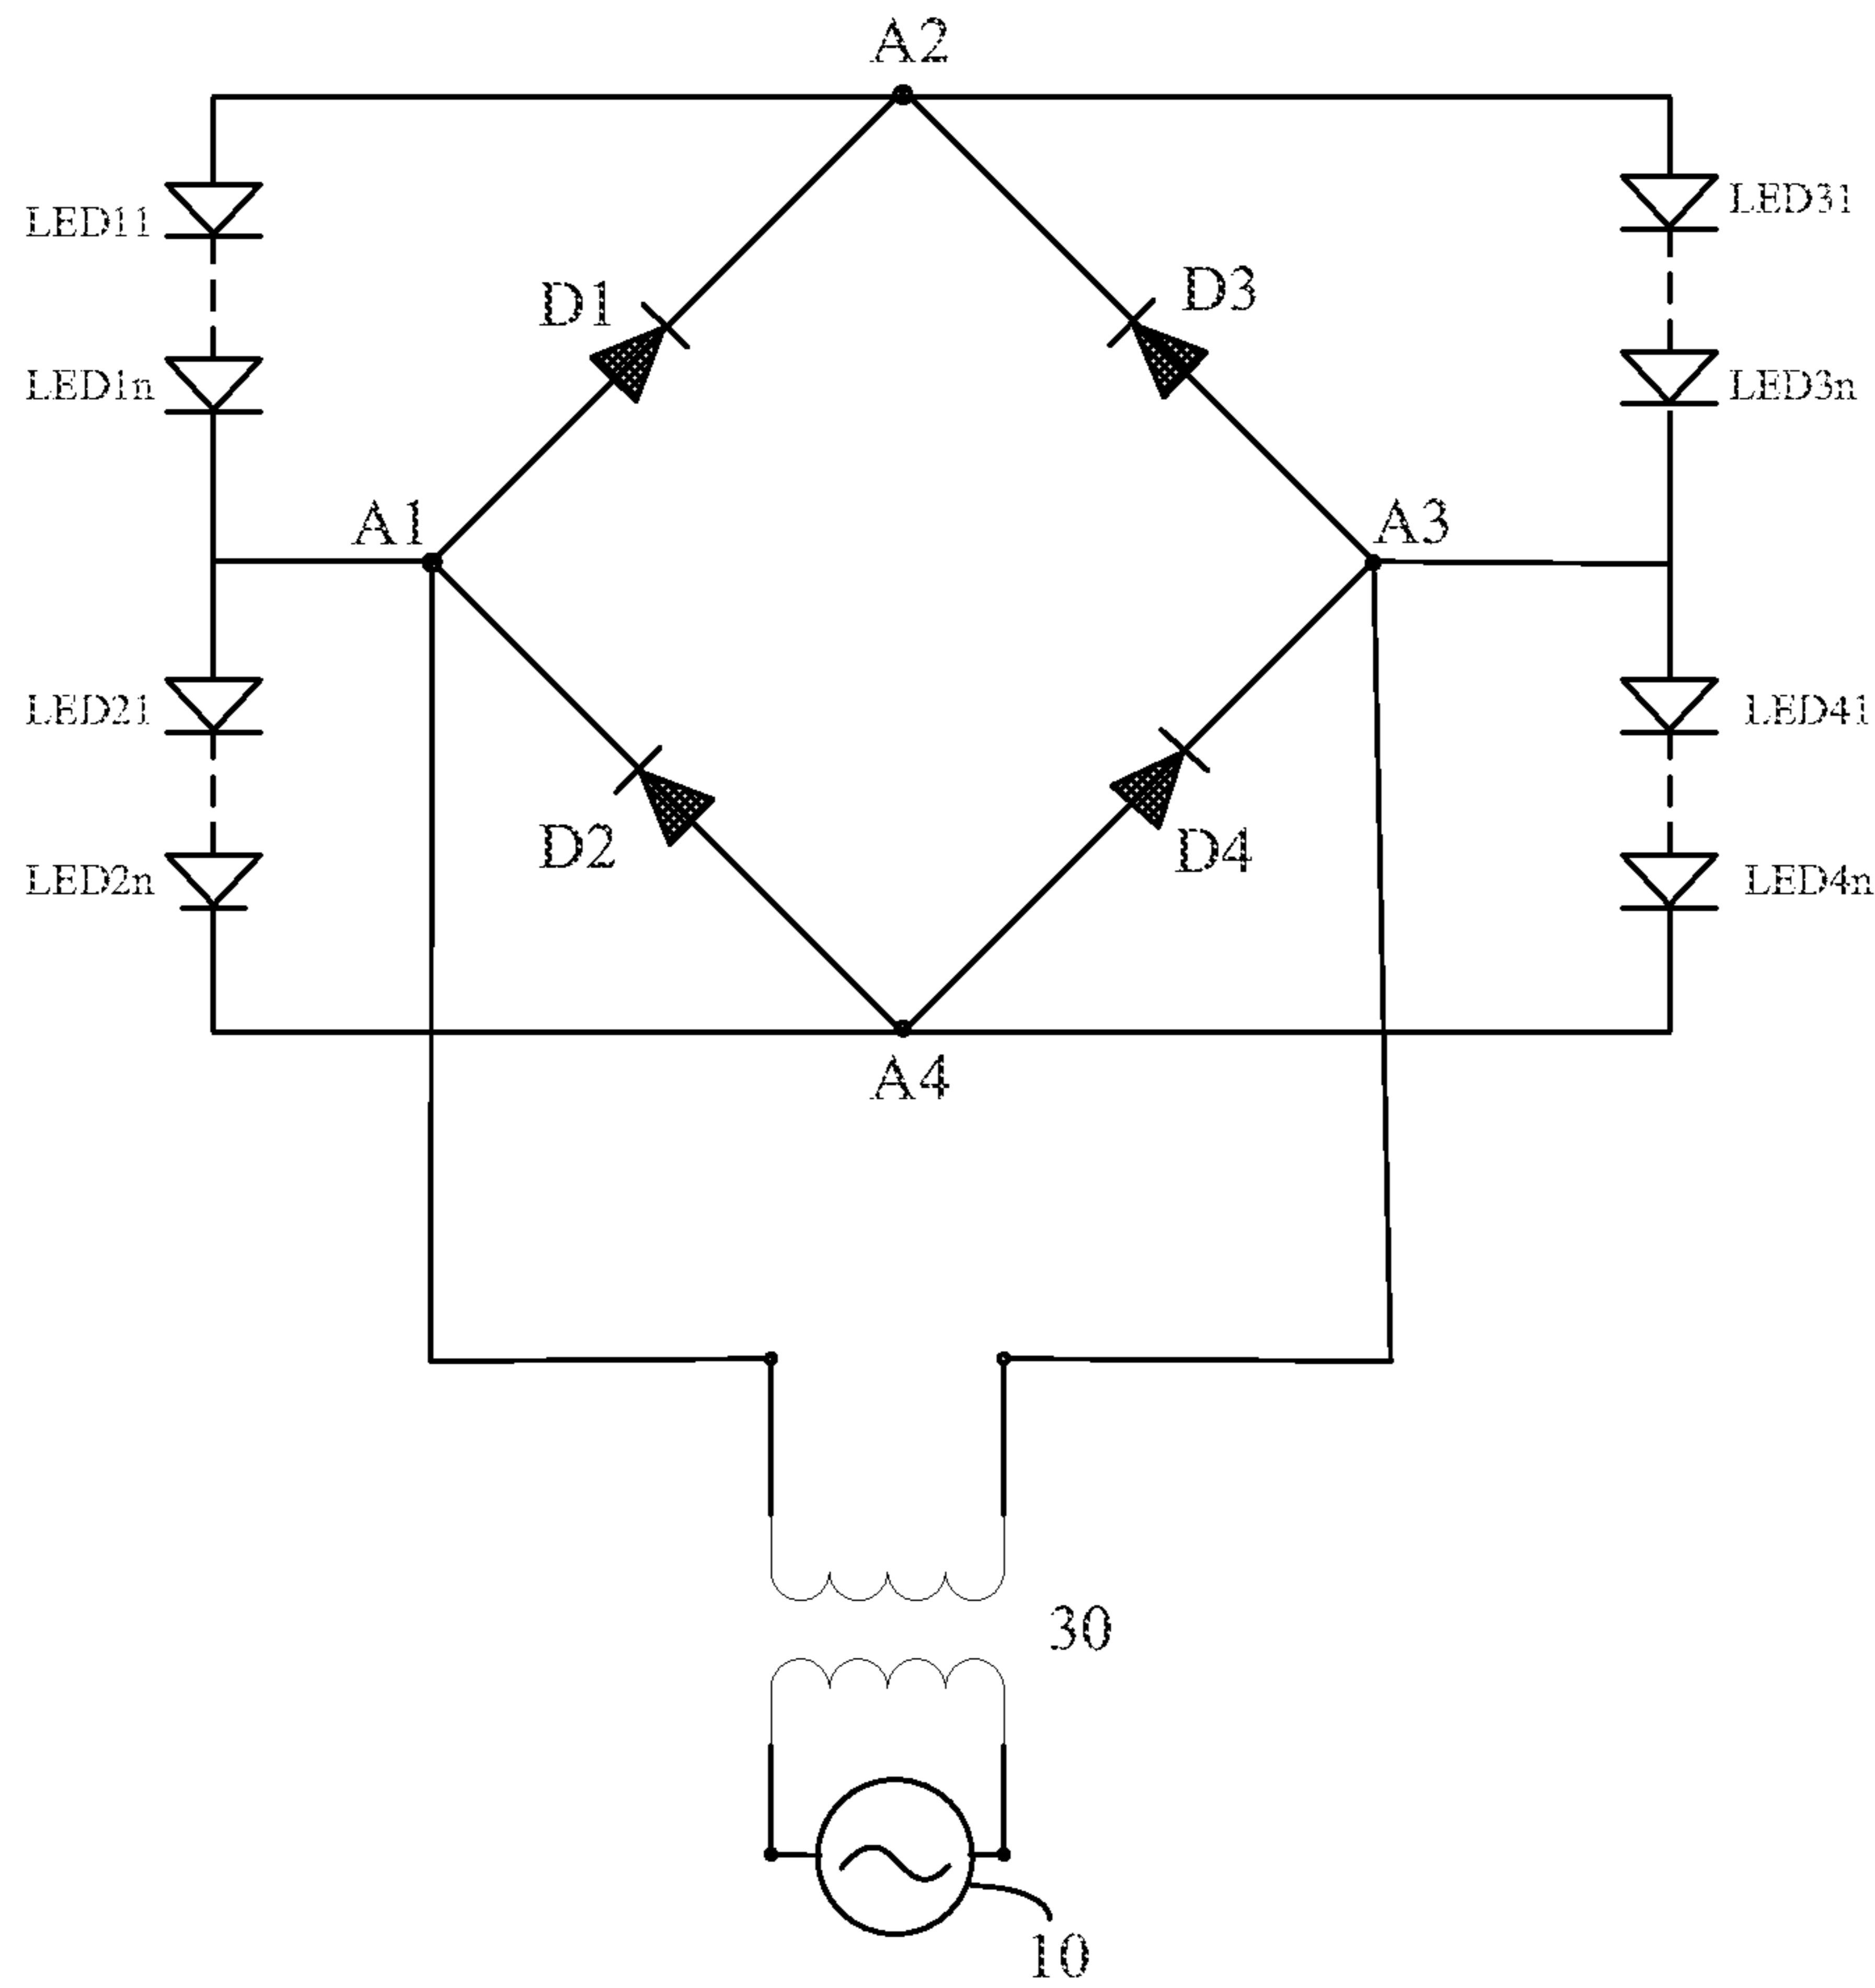 A2
LED11
LED31
D1
D3
LED1n
LED3n
A1
A3
LED21
LED41
D2
D4
LED2n
LED4n
A4
30
10